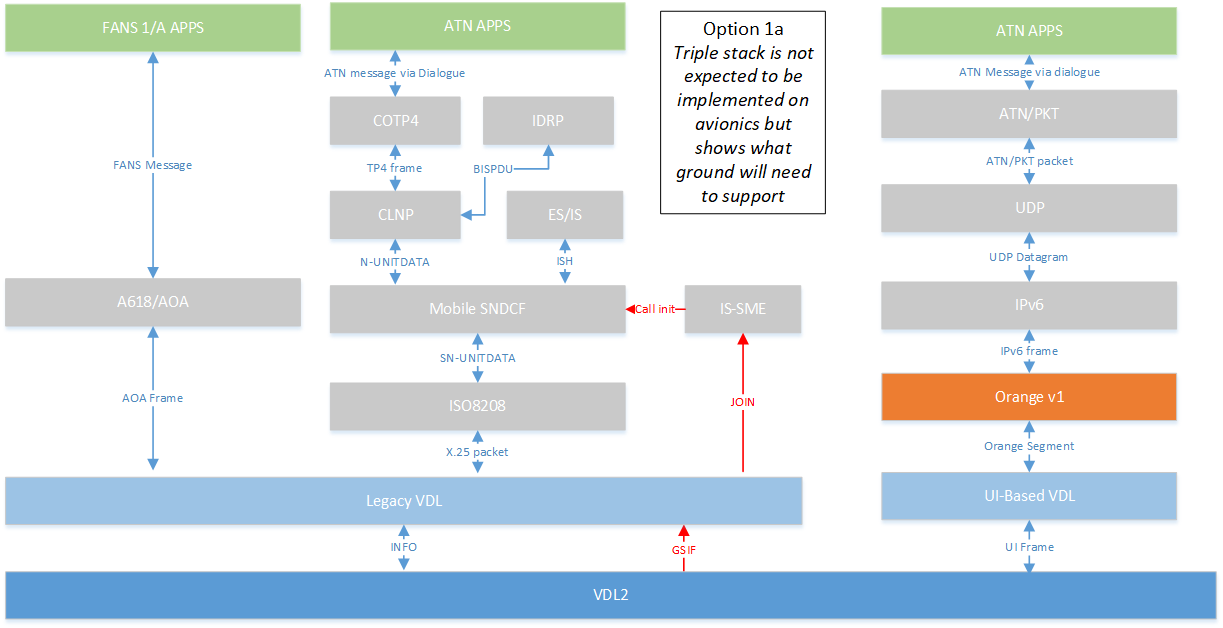 FANS 1/A APPS
ATN APPS
Option 1a
Triple stack is not
expected to be
implemented on
avionics but
shows what
ground will need
to support
ATN APPS
ATN message via Dialogue
ATN Message via dialogue
COTP4
IDRP
ATN/PKT
FANS Message
TP4 frame
BISPDU
ATN/PKT packet
CLNP
ES/IS
UDP
N-UNITDATA
ISH
UDP Datagram
A618/AOA
Mobile SNDCF
Call init
IS-SME
IPv6
SN-UNITDATA
IPv6 frame
AOA Frame
ISO8208
JOIN
Orange v1
X.25 packet
Orange Segment
Legacy VDL
UI-Based VDL
INFO
GSIF
UI Frame
VDL2